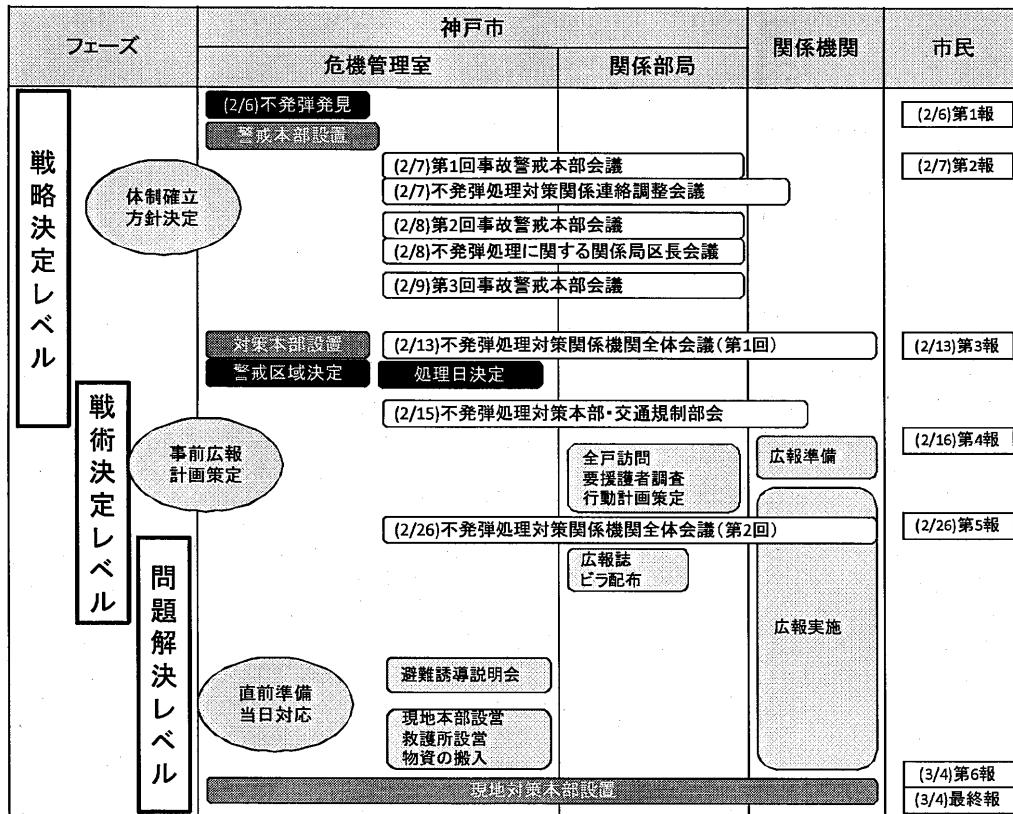 フェーズ
神戸市
関係機関
市民
危機管理室
関係部局
戦略決定レベル
(2/6)不発弾発見
(2/6)第1報
警戒本部設置
体制確立
方針決定
(2/7)第1回事故警戒本部会議
(2/7)第2報
(2/7)不発弾処理対策関係連絡調整会議
(2/8)第2回事故警戒本部会議
(2/8)不発弾処理に関する関係局区長会議
(2/9)第3回事故警戒本部会議
対策本部設置
(2/13)不発弾処理対策関係機関全体会議(第1回)
(2/13)第3報
警戒区域決定
処理日決定
戦術決定レベル
(2/15)不発弾処理対策本部・交通規制部会
(2/16)第4報
事前広報
計画策定
全戸訪問
要援護者調査
行動計画策定
広報準備
(2/26)不発弾処理対策関係機関全体会議(第2回)
(2/26)第5報
広報誌
ビラ配布
広報実施
問題解決レベル
直前準備
当日対応
避難誘導説明会
現地本部設営
救護所設営
物資の搬入
現地対策本部設置
(3/4)第6報
(3/4)最終報